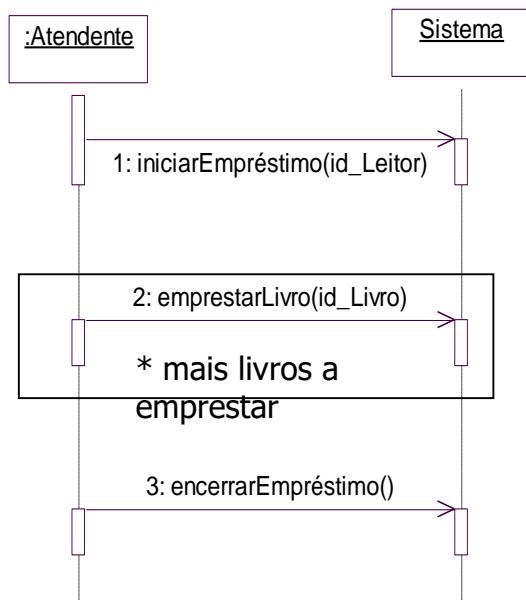 :Atendente
Sistema
1: iniciarEmpréstimo(id_Leitor)
2: emprestarLivro(id_Livro)
* mais livros a
emprestar
3: encerrarEmpréstimo()